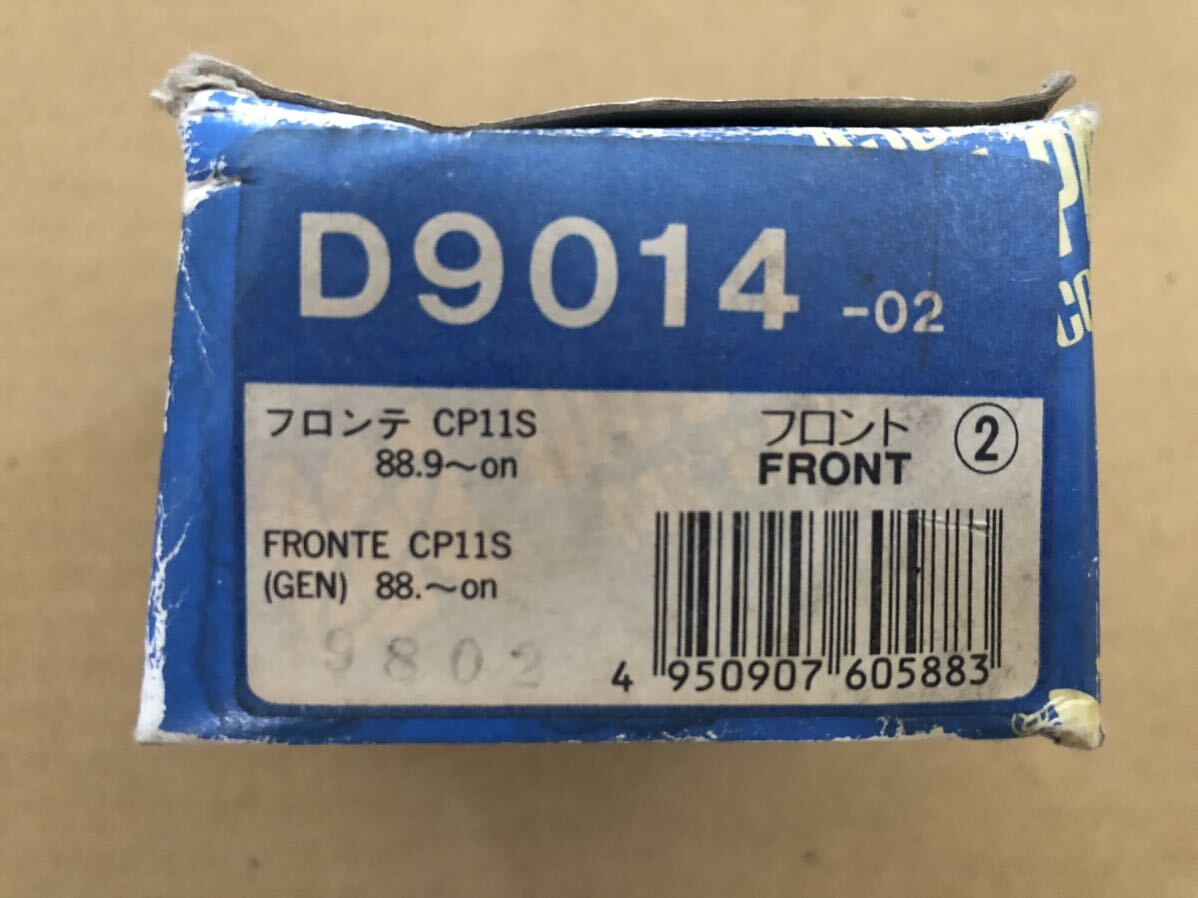 D9014 -02
フロンテ CP11S
88.9～on
フロント ②
FRONT
FRONTE CP11S
(GEN) 88.～on
9802
4 950907 605883